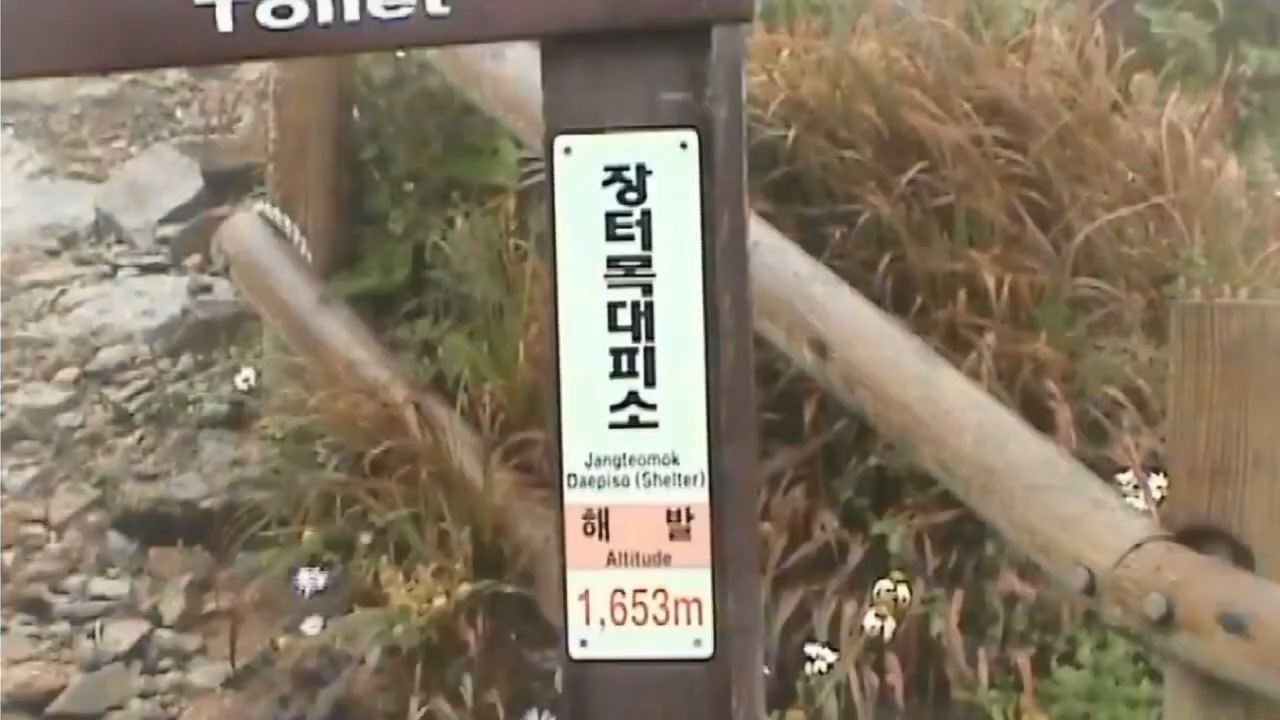 Toilet
장터목대피소
Jangteomok
Daepiso (Shelter)
해 발
Altitude
1,653m